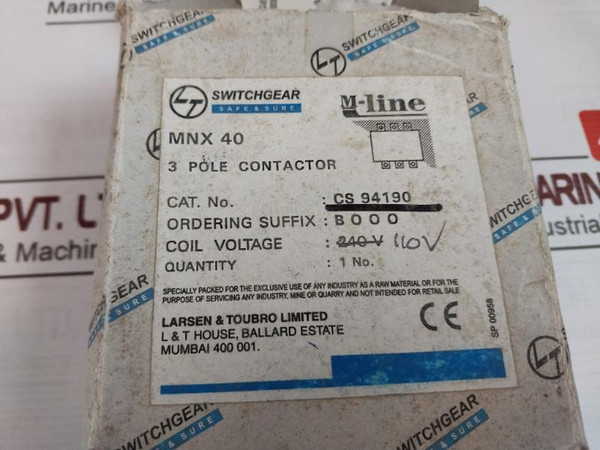 Marine
SWITCHGEAR
SAFE & SURE
LT SWITCHGEAR
SAFE & SURE
M-line
MNX 40
3 POLE CONTACTOR
CAT. No. : CS 94190
ORDERING SUFFIX : B000
COIL VOLTAGE : 240 V 110V
QUANTITY : 1 No.
SPECIALLY PACKED FOR THE EXCLUSIVE USE OF ANY INDUSTRY AS A RAW MATERIAL OR FOR THE
PURPOSE OF SERVICING ANY INDUSTRY, MINE OR QUARRY AND NOT INTENDED FOR RETAIL SALE
LARSEN & TOUBRO LIMITED
L & T HOUSE, BALLARD ESTATE
MUMBAI 400 001.
CE
SP 00958
PVT. LT
& Machin
ARIN
ustrial
SWITCHGEAR
SAFE & SURE
SWITCHGEAR
SAFE & SURE
SWITCHGEAR
SAFE & SURE
SWITCHGEAR
SAFE & SURE